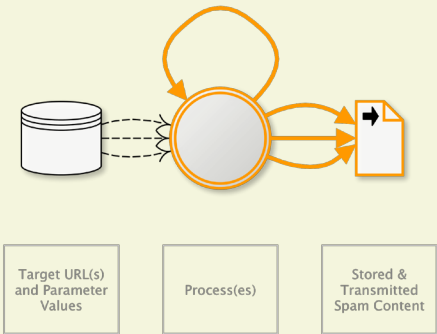 Target URL(s)
and Parameter
Values
Process(es)
Stored &
Transmitted
Spam Content